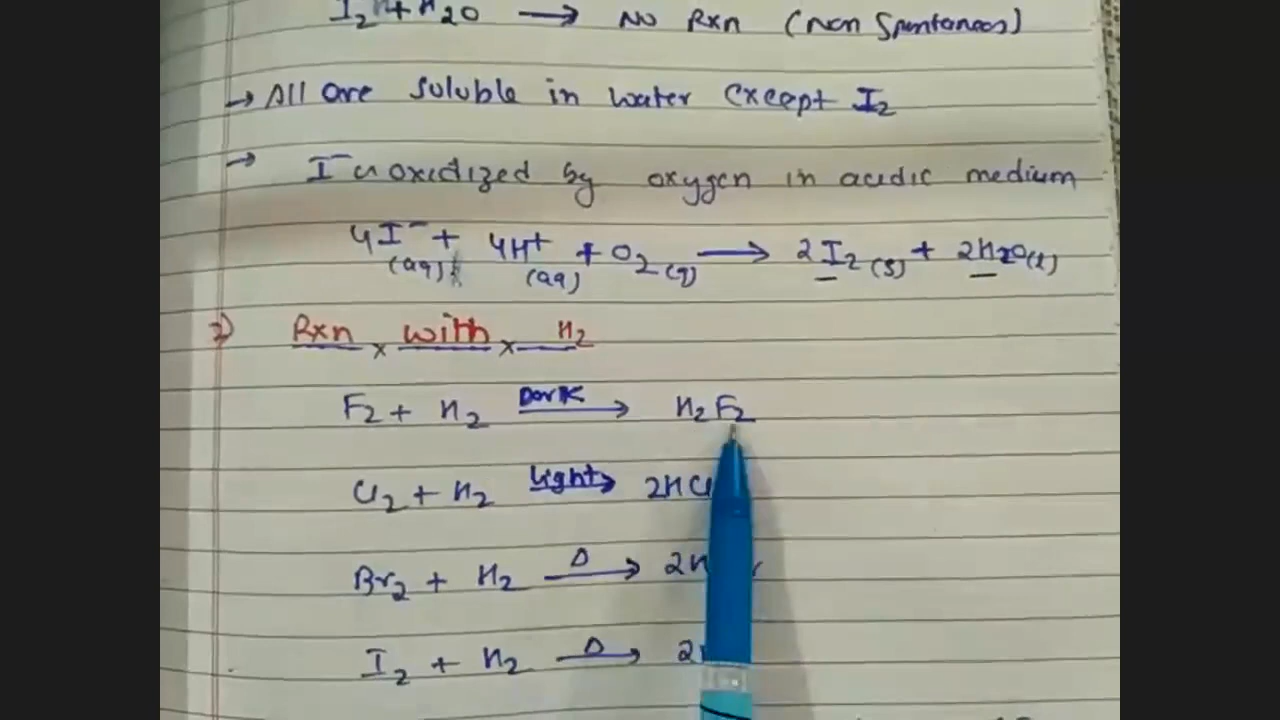 I₂ + H₂O ⟶ No Rxn (non Spontaneous)
→ All are soluble in water except I₂
→ I⁻ is oxidized by oxygen in acidic medium
4I⁻(aq) + 4H⁺(aq) + O₂(g) ⟶ 2I₂(s) + 2H₂O(l)
Rxn × with × H₂
F₂ + H₂ —Dark→ H₂F₂
Cl₂ + H₂ —light→ 2HCl
Br₂ + H₂ —Δ→ 2H
I₂ + H₂ —Δ→ 2